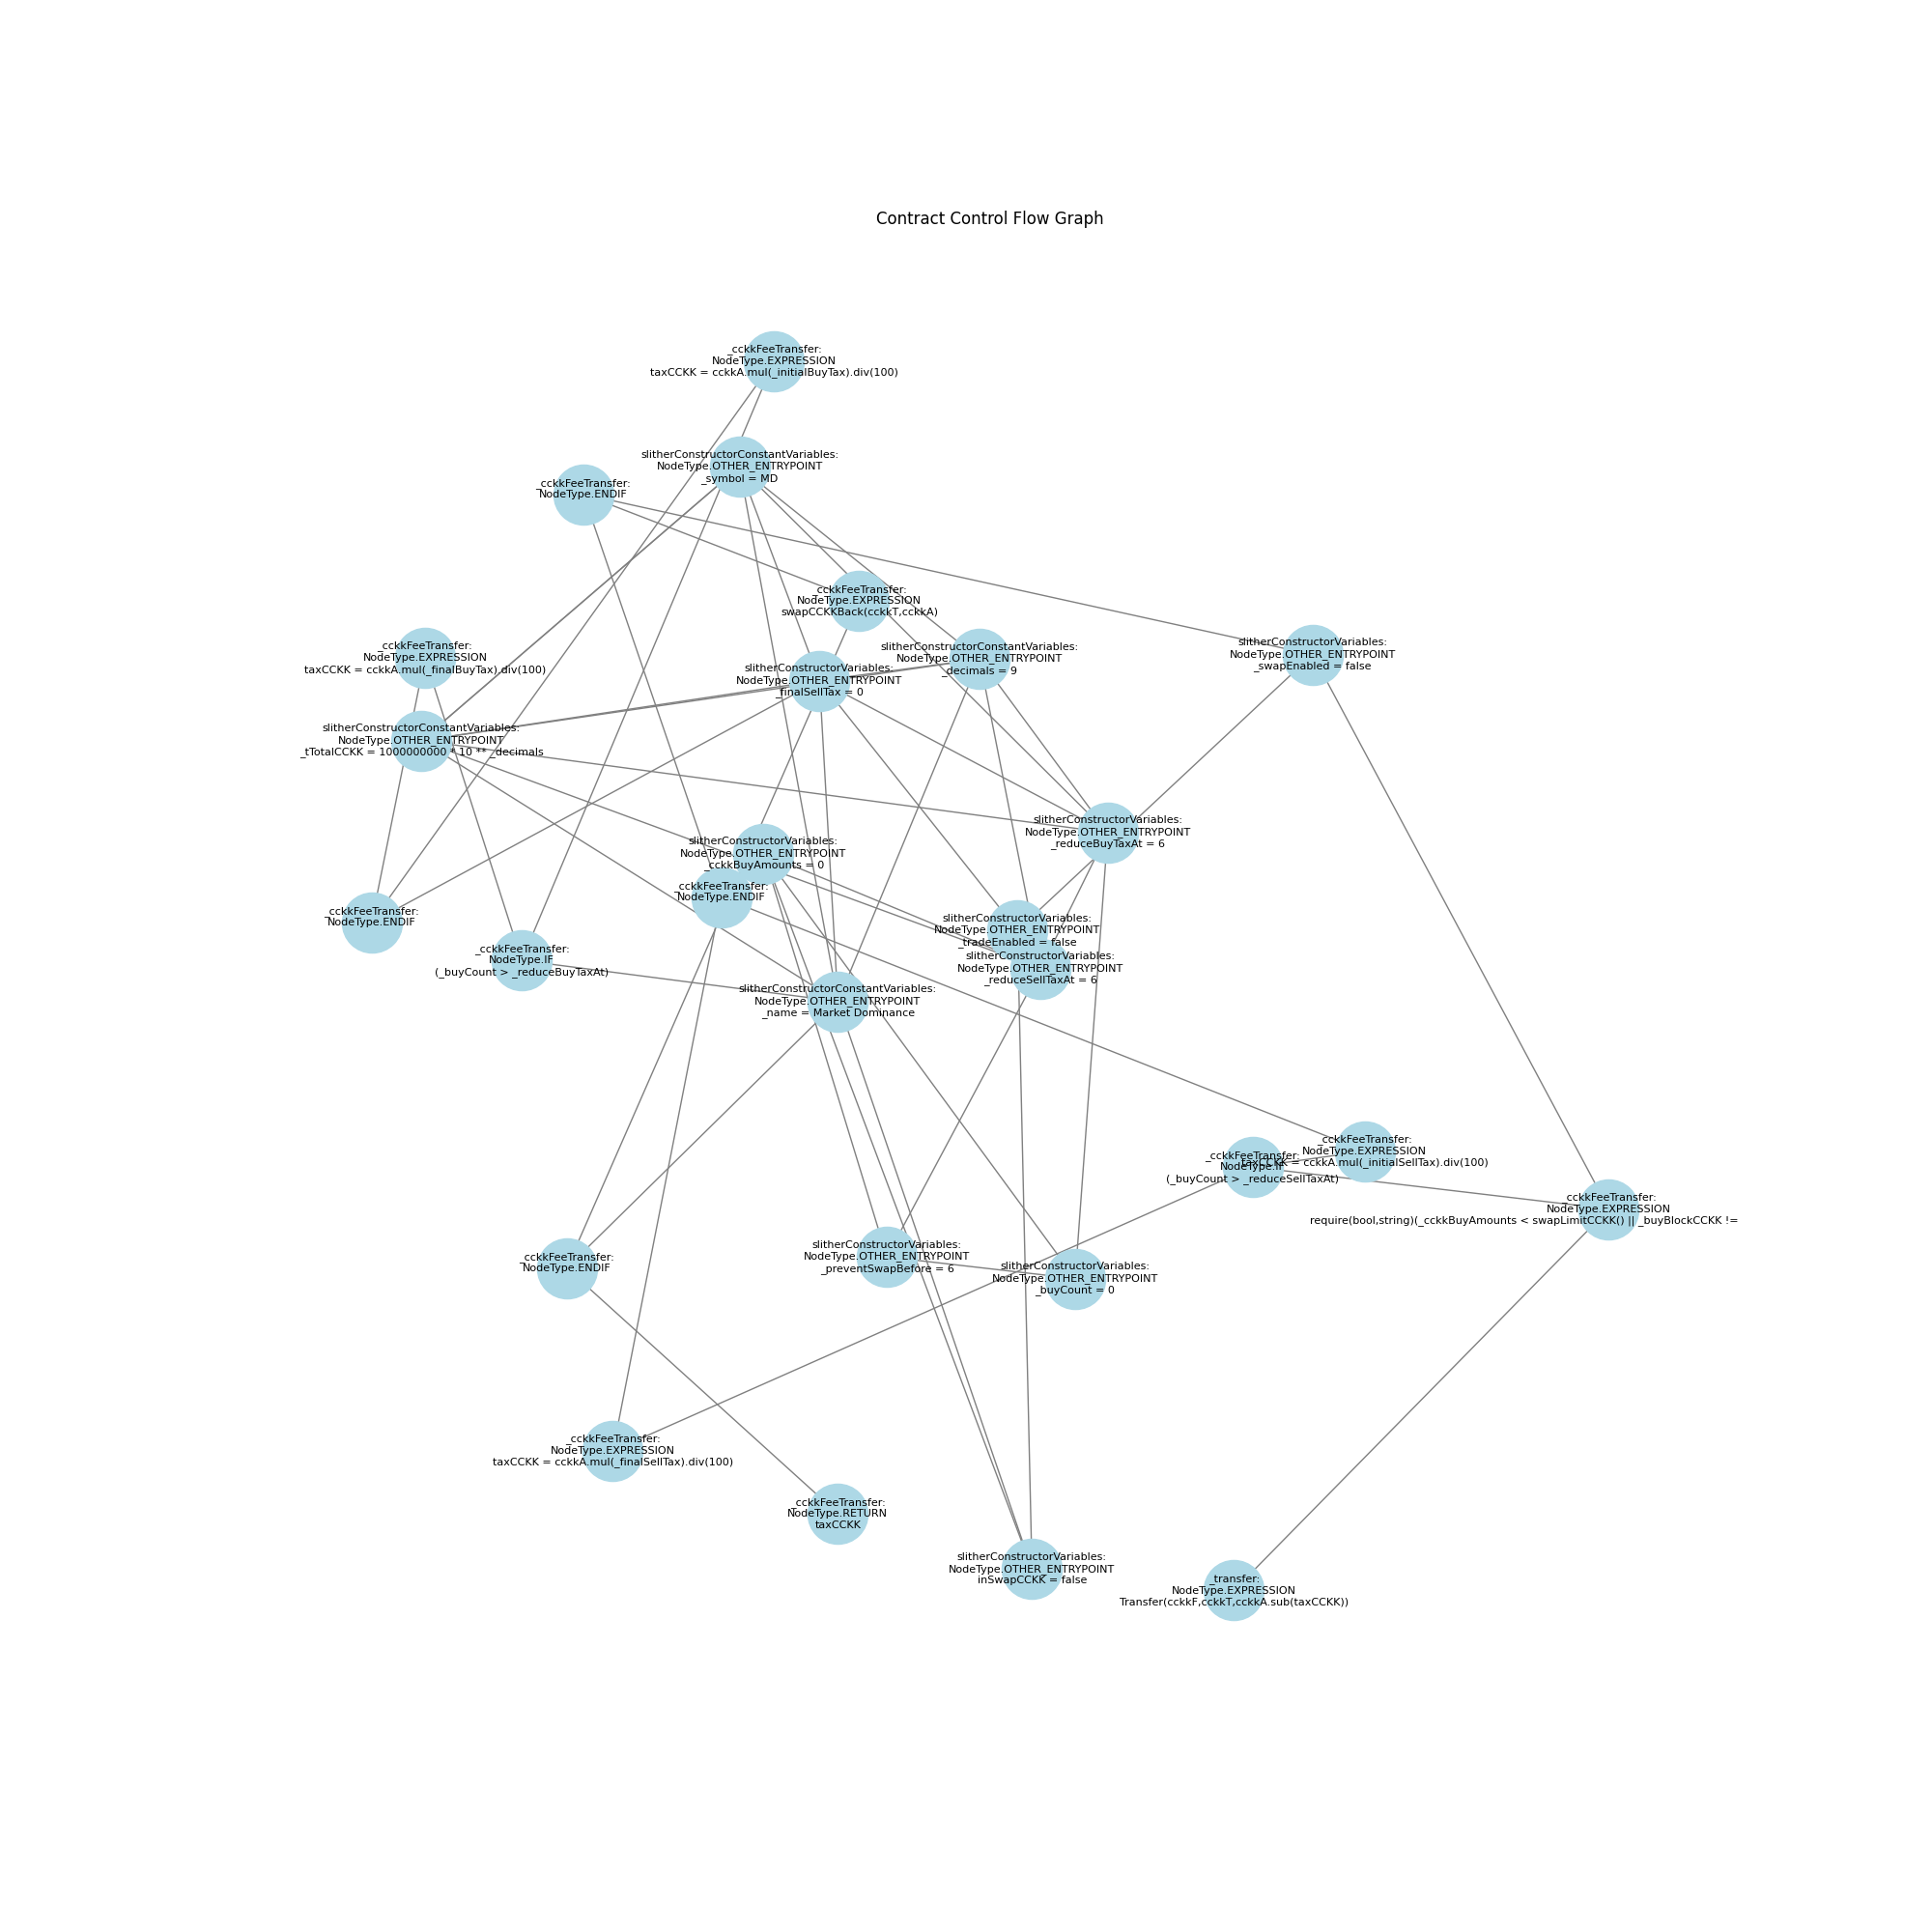 Contract Control Flow Graph
_cckkFeeTransfer:
NodeType.EXPRESSION
taxCCKK = cckkA.mul(_initialBuyTax).div(100)
slitherConstructorConstantVariables:
NodeType.OTHER_ENTRYPOINT
_symbol = MD
_cckkFeeTransfer:
NodeType.ENDIF
_cckkFeeTransfer:
NodeType.EXPRESSION
swapCCKKBack(cckkT,cckkA)
_cckkFeeTransfer:
NodeType.EXPRESSION
taxCCKK = cckkA.mul(_finalBuyTax).div(100)
slitherConstructorVariables:
NodeType.OTHER_ENTRYPOINT
_finalSellTax = 0
slitherConstructorConstantVariables:
NodeType.OTHER_ENTRYPOINT
_decimals = 9
slitherConstructorVariables:
NodeType.OTHER_ENTRYPOINT
_swapEnabled = false
slitherConstructorConstantVariables:
NodeType.OTHER_ENTRYPOINT
_tTotalCCKK = 1000000000 * 10 ** _decimals
slitherConstructorVariables:
NodeType.OTHER_ENTRYPOINT
_reduceBuyTaxAt = 6
slitherConstructorVariables:
NodeType.OTHER_ENTRYPOINT
_cckkBuyAmounts = 0
_cckkFeeTransfer:
NodeType.ENDIF
_cckkFeeTransfer:
NodeType.ENDIF
slitherConstructorVariables:
NodeType.OTHER_ENTRYPOINT
_tradeEnabled = false
_cckkFeeTransfer:
NodeType.IF
(_buyCount > _reduceBuyTaxAt)
slitherConstructorVariables:
NodeType.OTHER_ENTRYPOINT
_reduceSellTaxAt = 6
slitherConstructorConstantVariables:
NodeType.OTHER_ENTRYPOINT
_name = Market Dominance
_cckkFeeTransfer:
NodeType.EXPRESSION
taxCCKK = cckkA.mul(_initialSellTax).div(100)
_cckkFeeTransfer:
NodeType.IF
(_buyCount > _reduceSellTaxAt)
_cckkFeeTransfer:
NodeType.EXPRESSION
require(bool,string)(_cckkBuyAmounts < swapLimitCCKK() || _buyBlockCCKK !=
slitherConstructorVariables:
NodeType.OTHER_ENTRYPOINT
_preventSwapBefore = 6
_cckkFeeTransfer:
NodeType.ENDIF
slitherConstructorVariables:
NodeType.OTHER_ENTRYPOINT
_buyCount = 0
_cckkFeeTransfer:
NodeType.EXPRESSION
taxCCKK = cckkA.mul(_finalSellTax).div(100)
_cckkFeeTransfer:
NodeType.RETURN
taxCCKK
slitherConstructorVariables:
NodeType.OTHER_ENTRYPOINT
inSwapCCKK = false
_transfer:
NodeType.EXPRESSION
Transfer(cckkF,cckkT,cckkA.sub(taxCCKK))